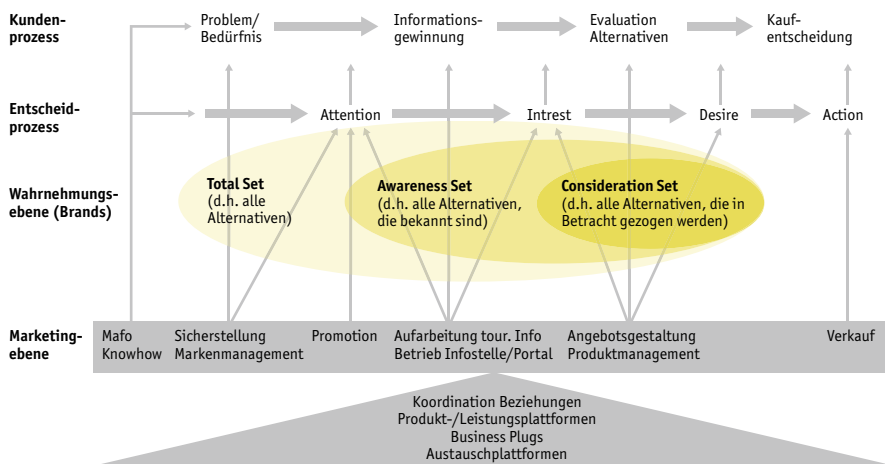 Kunden-
prozess
Problem/
Bedürfnis
Informations-
gewinnung
Evaluation
Alternativen
Kauf-
entscheidung
Entscheid-
prozess
Attention
Intrest
Desire
Action
Wahrnehmungs-
ebene (Brands)
Total Set
(d.h. alle
Alternativen)
Awareness Set
(d.h. alle Alternativen,
die bekannt sind)
Consideration Set
(d.h. alle Alternativen, die in
Betracht gezogen werden)
Marketing-
ebene
Mafo
Knowhow
Sicherstellung
Markenmanagement
Promotion
Aufarbeitung tour. Info
Betrieb Infostelle/Portal
Angebotsgestaltung
Produktmanagement
Verkauf
Koordination Beziehungen
Produkt-/Leistungsplattformen
Business Plugs
Austauschplattformen